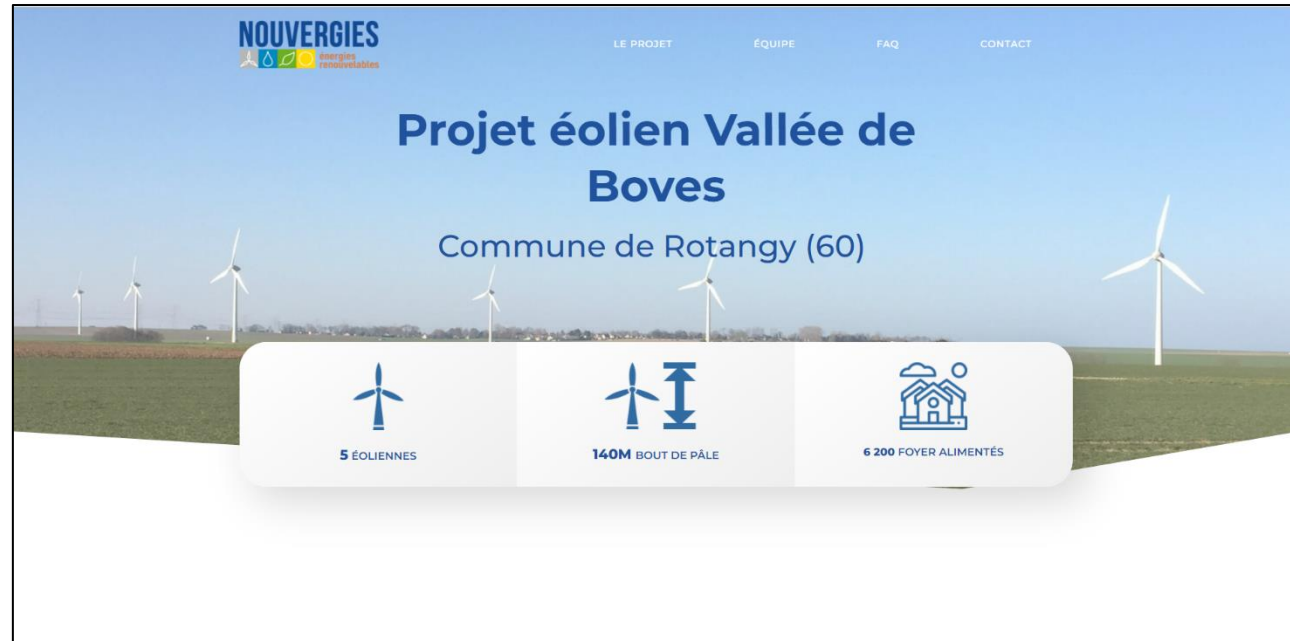 NOUVERGIES
énergies
renouvelables
LE PROJET ÉQUIPE FAQ CONTACT
Projet éolien Vallée de
Boves
Commune de Rotangy (60)
5 ÉOLIENNES
140M BOUT DE PÂLE
6 200 FOYER ALIMENTÉS